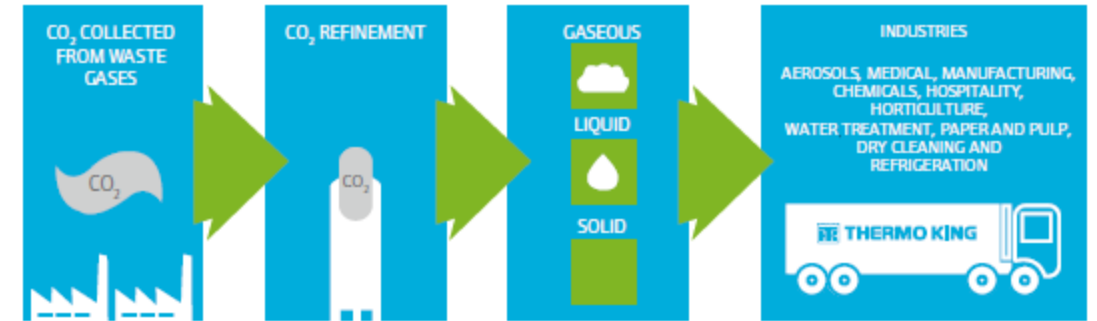 CO₂ COLLECTED
FROM WASTE
GASES
CO₂
CO₂ REFINEMENT
CO₂
GASEOUS
LIQUID
SOLID
INDUSTRIES
AEROSOLS, MEDICAL, MANUFACTURING,
CHEMICALS, HOSPITALITY,
HORTICULTURE,
WATER TREATMENT, PAPER AND PULP,
DRY CLEANING AND
REFRIGERATION
THERMO KING